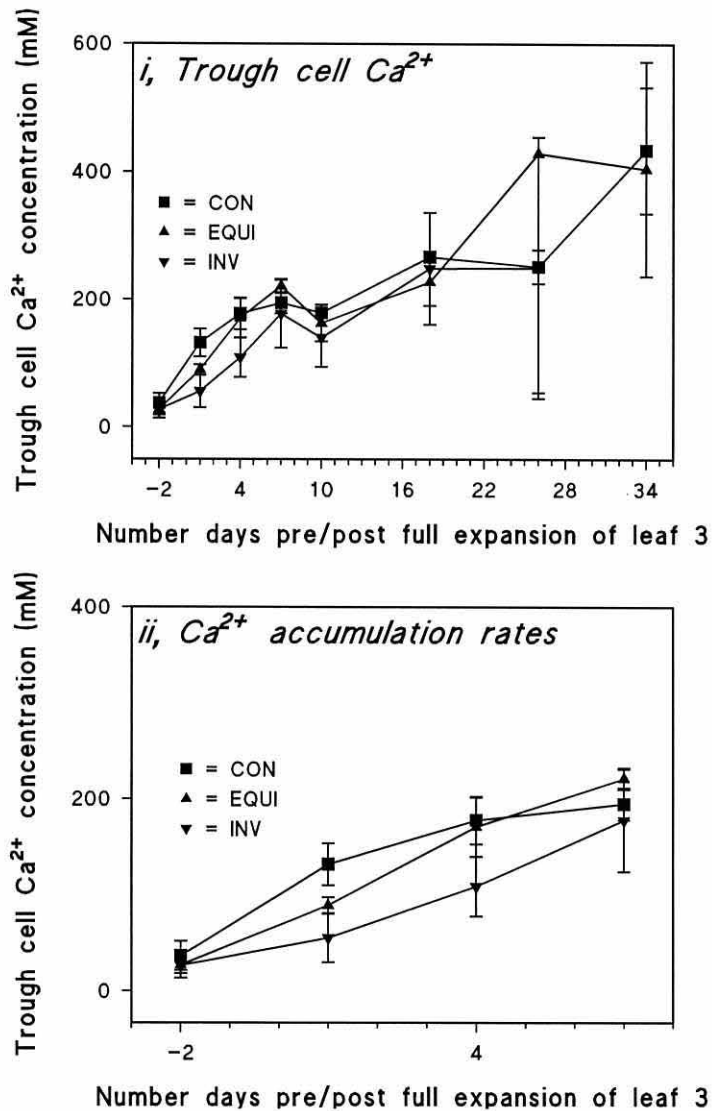 Trough cell Ca²⁺ concentration (mM)
600
400
200
0
i, Trough cell Ca²⁺
■ = CON
▲ = EQUI
▼ = INV
−2 4 10 16 22 28 34
Number days pre/post full expansion of leaf 3
Trough cell Ca²⁺ concentration (mM)
400
200
0
ii, Ca²⁺ accumulation rates
■ = CON
▲ = EQUI
▼ = INV
−2 4
Number days pre/post full expansion of leaf 3